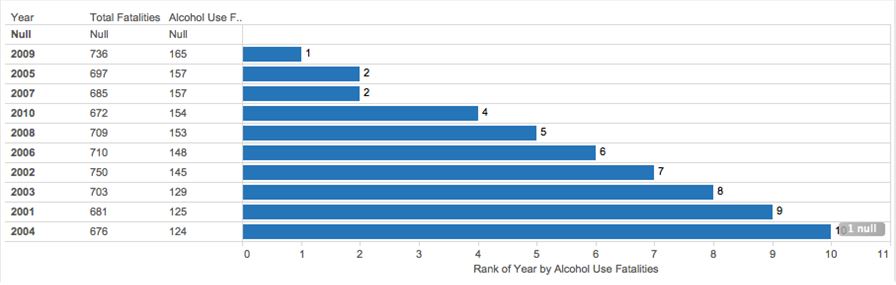 Year Total Fatalities Alcohol Use F..
Null Null Null
2009 736 165 1
2005 697 157 2
2007 685 157 2
2010 672 154 4
2008 709 153 5
2006 710 148 6
2002 750 145 7
2003 703 129 8
2001 681 125 9
2004 676 124 10 1 null
0 1 2 3 4 5 6 7 8 9 10 11
Rank of Year by Alcohol Use Fatalities